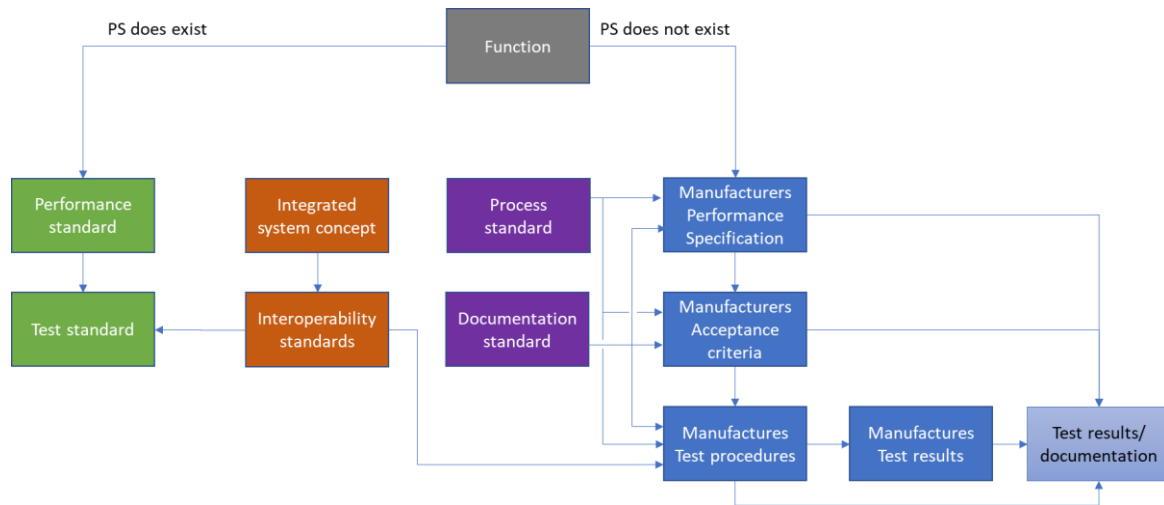 PS does exist
Function
PS does not exist
Performance
standard
Integrated
system concept
Process
standard
Manufacturers
Performance
Specification
Test standard
Interoperability
standards
Documentation
standard
Manufacturers
Acceptance
criteria
Manufactures
Test procedures
Manufactures
Test results
Test results/
documentation